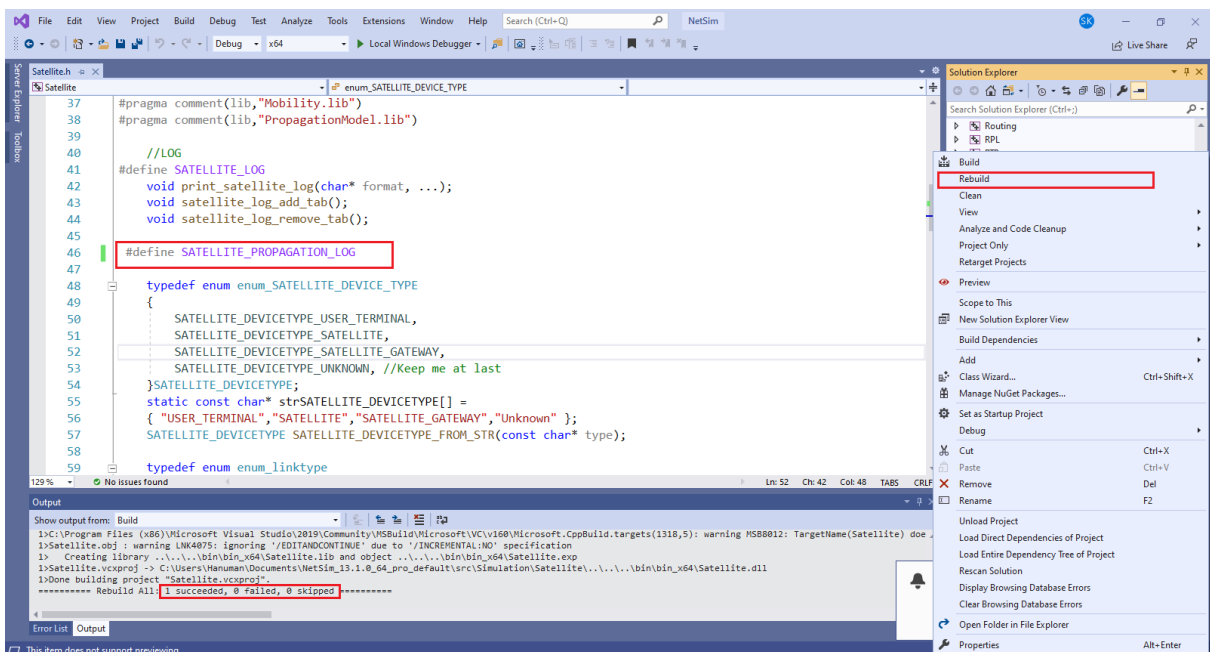 File Edit View Project Build Debug Test Analyze Tools Extensions Window Help Search (Ctrl+Q) NetSim SK
Debug x64 Local Windows Debugger Live Share
Server Explorer
Toolbox
Satellite.h
Satellite enum_SATELLITE_DEVICE_TYPE
37 #pragma comment(lib,"Mobility.lib")
38 #pragma comment(lib,"PropagationModel.lib")
39
40 //LOG
41 #define SATELLITE_LOG
42 void print_satellite_log(char* format, ...);
43 void satellite_log_add_tab();
44 void satellite_log_remove_tab();
45
46 #define SATELLITE_PROPAGATION_LOG
47
48 typedef enum enum_SATELLITE_DEVICE_TYPE
49 {
50 SATELLITE_DEVICETYPE_USER_TERMINAL,
51 SATELLITE_DEVICETYPE_SATELLITE,
52 SATELLITE_DEVICETYPE_SATELLITE_GATEWAY,
53 SATELLITE_DEVICETYPE_UNKNOWN, //Keep me at last
54 }SATELLITE_DEVICETYPE;
55 static const char* strSATELLITE_DEVICETYPE[] =
56 { "USER_TERMINAL","SATELLITE","SATELLITE_GATEWAY","Unknown" };
57 SATELLITE_DEVICETYPE SATELLITE_DEVICETYPE_FROM_STR(const char* type);
58
59 typedef enum enum_linktype
129 % No issues found Ln: 52 Ch: 42 Col: 48 TABS CRLF
Output
Show output from: Build
1>C:\Program Files (x86)\Microsoft Visual Studio\2019\Community\MSBuild\Microsoft\VC\v160\Microsoft.CppBuild.targets(1318,5): warning MSB8012: TargetName(Satellite) doe
1>Satellite.obj : warning LNK4075: ignoring '/EDITANDCONTINUE' due to '/INCREMENTAL:NO' specification
1> Creating library ..\..\..\bin\bin_x64\Satellite.lib and object ..\..\..\bin\bin_x64\Satellite.exp
1>Satellite.vcxproj -> C:\Users\Hanuman\Documents\NetSim_13.1.0_64_pro_default\src\Simulation\Satellite\..\..\..\bin\bin_x64\Satellite.dll
1>Done building project "Satellite.vcxproj".
========== Rebuild All: 1 succeeded, 0 failed, 0 skipped ==========
Error List Output
This item does not support previewing
Solution Explorer
Search Solution Explorer (Ctrl+;)
Routing
RPL
Build
Rebuild
Clean
View
Analyze and Code Cleanup
Project Only
Retarget Projects
Preview
Scope to This
New Solution Explorer View
Build Dependencies
Add
Class Wizard... Ctrl+Shift+X
Manage NuGet Packages...
Set as Startup Project
Debug
Cut Ctrl+X
Paste Ctrl+V
Remove Del
Rename F2
Unload Project
Load Direct Dependencies of Project
Load Entire Dependency Tree of Project
Rescan Solution
Display Browsing Database Errors
Clear Browsing Database Errors
Open Folder in File Explorer
Properties Alt+Enter